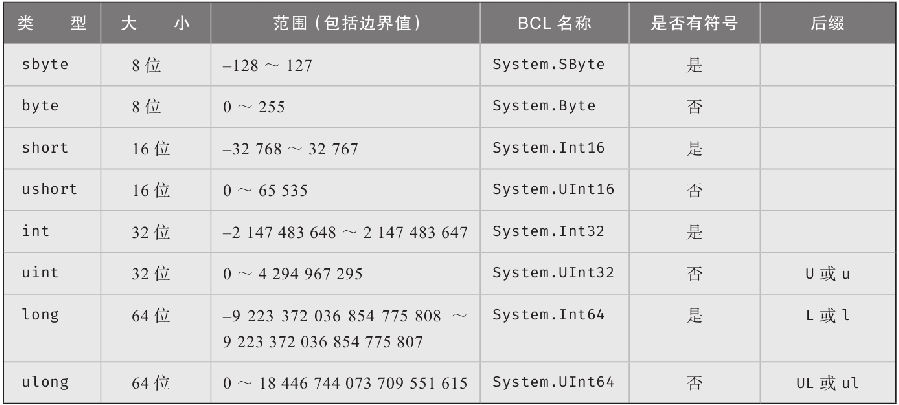 类 型 大 小 范围（包括边界值） BCL 名称 是否有符号 后缀
sbyte 8 位 –128 ～ 127 System.SByte 是
byte 8 位 0 ～ 255 System.Byte 否
short 16 位 –32 768 ～ 32 767 System.Int16 是
ushort 16 位 0 ～ 65 535 System.UInt16 否
int 32 位 –2 147 483 648 ～ 2 147 483 647 System.Int32 是
uint 32 位 0 ～ 4 294 967 295 System.UInt32 否 U 或 u
long 64 位 –9 223 372 036 854 775 808 ～ System.Int64 是 L 或 l
9 223 372 036 854 775 807
ulong 64 位 0 ～ 18 446 744 073 709 551 615 System.UInt64 否 UL 或 ul